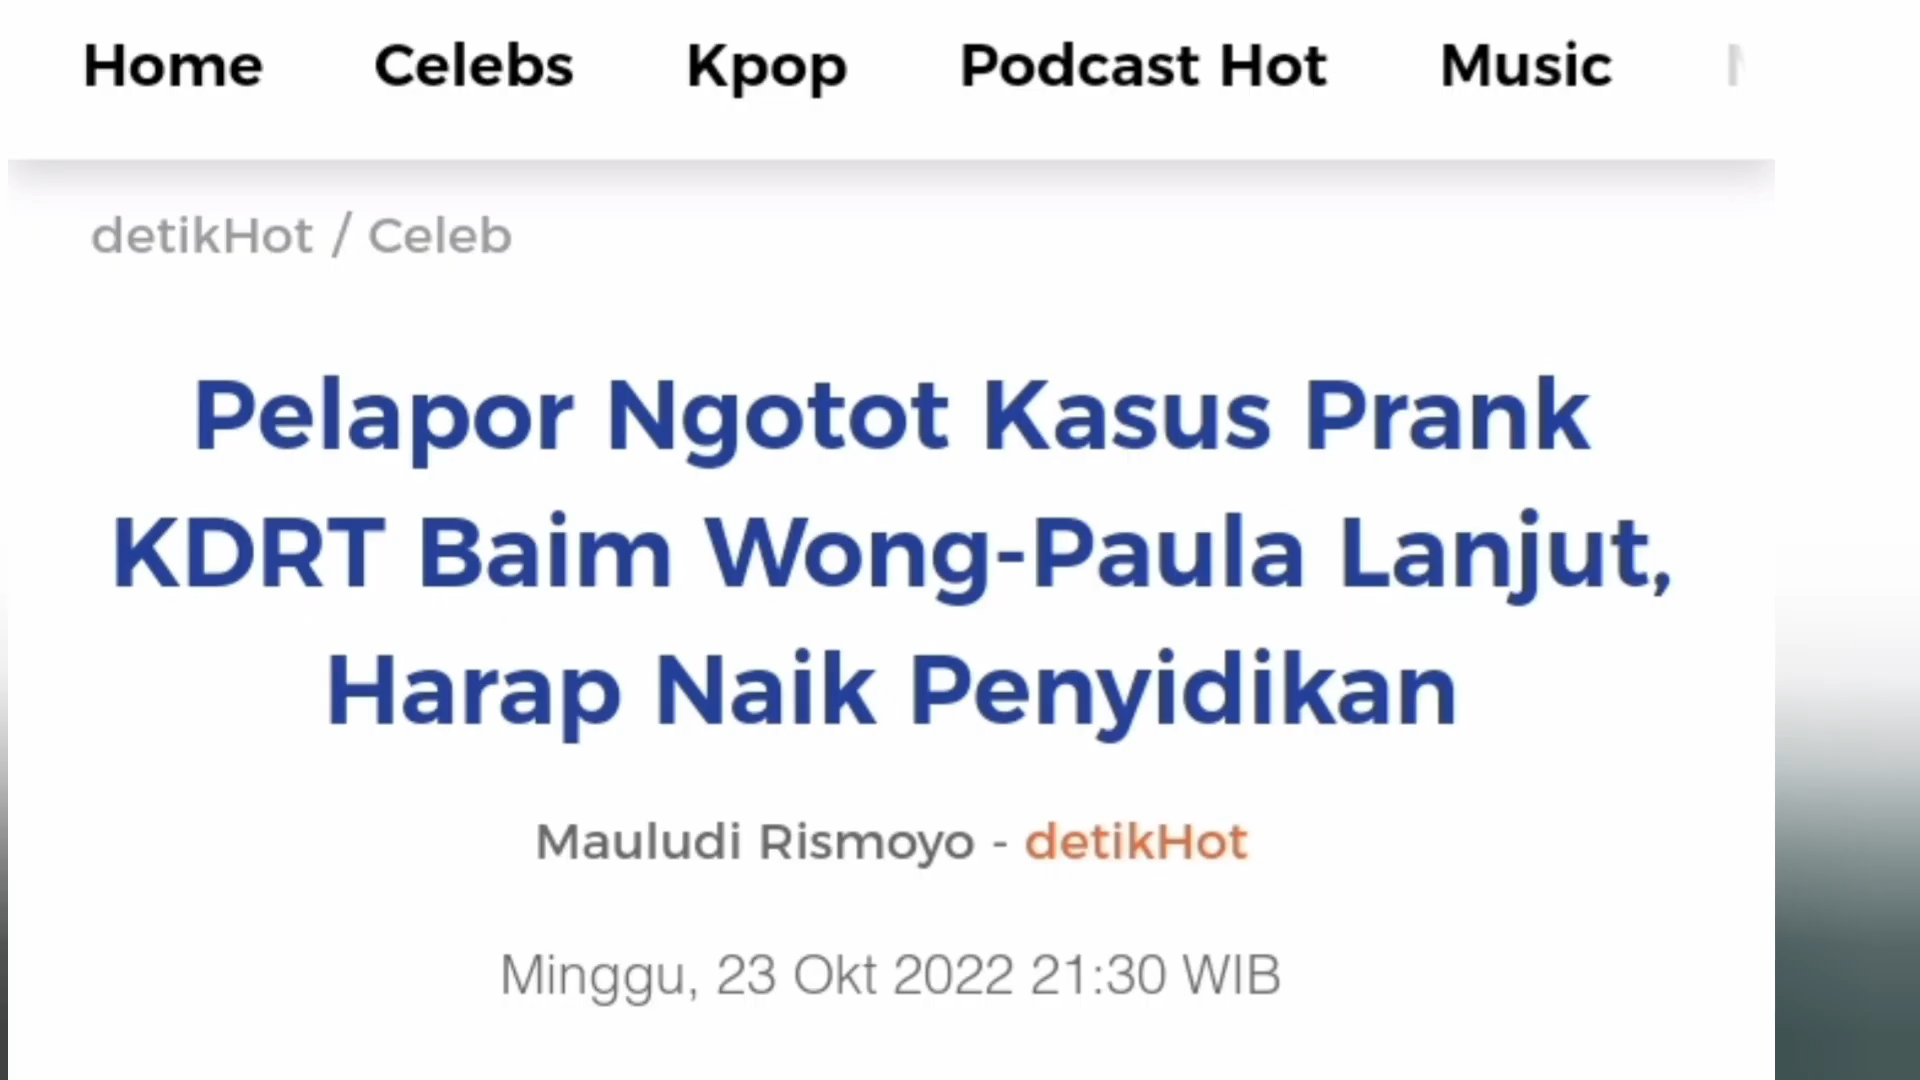 Home Celebs Kpop Podcast Hot Music
detikHot / Celeb
Pelapor Ngotot Kasus Prank
KDRT Baim Wong-Paula Lanjut,
Harap Naik Penyidikan
Mauludi Rismoyo - detikHot
Minggu, 23 Okt 2022 21:30 WIB